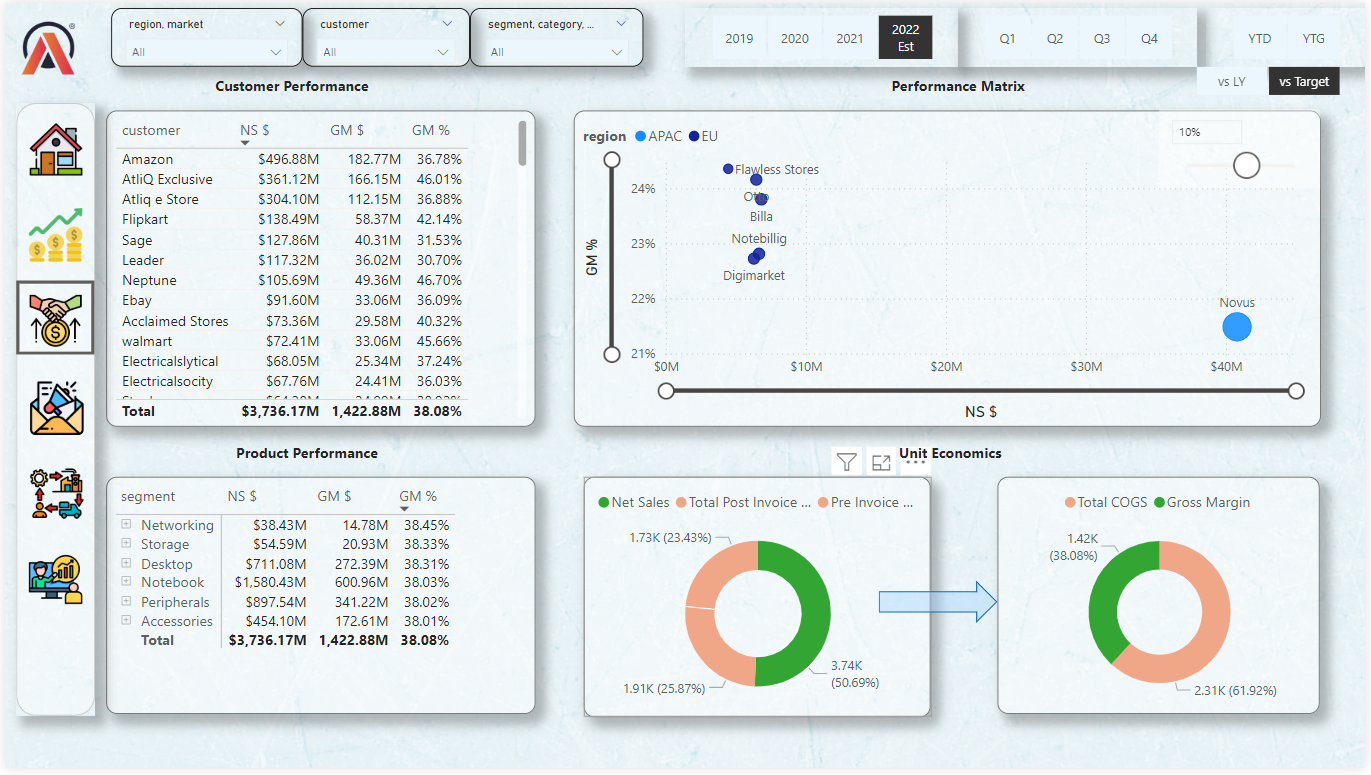 region, market
All
customer
All
segment, category, ...
All
2019 2020 2021 2022 Est
Q1 Q2 Q3 Q4
YTD YTG
vs LY vs Target
Customer Performance
customer NS $ GM $ GM %
Amazon $496.88M 182.77M 36.78%
AtliQ Exclusive $361.12M 166.15M 46.01%
Atliq e Store $304.10M 112.15M 36.88%
Flipkart $138.49M 58.37M 42.14%
Sage $127.86M 40.31M 31.53%
Leader $117.32M 36.02M 30.70%
Neptune $105.69M 49.36M 46.70%
Ebay $91.60M 33.06M 36.09%
Acclaimed Stores $73.36M 29.58M 40.32%
walmart $72.41M 33.06M 45.66%
Electricalslytical $68.05M 25.34M 37.24%
Electricalsocity $67.76M 24.41M 36.03%
Total $3,736.17M 1,422.88M 38.08%
Performance Matrix
region APAC EU
10%
GM %
24%
23%
22%
21%
Flawless Stores
Otto
Billa
Notebillig
Digimarket
Novus
$0M $10M $20M $30M $40M
NS $
Product Performance
segment NS $ GM $ GM %
Networking $38.43M 14.78M 38.45%
Storage $54.59M 20.93M 38.33%
Desktop $711.08M 272.39M 38.31%
Notebook $1,580.43M 600.96M 38.03%
Peripherals $897.54M 341.22M 38.02%
Accessories $454.10M 172.61M 38.01%
Total $3,736.17M 1,422.88M 38.08%
Unit Economics
Net Sales Total Post Invoice ... Pre Invoice ...
1.73K (23.43%)
3.74K
(50.69%)
1.91K (25.87%)
Total COGS Gross Margin
1.42K
(38.08%)
2.31K (61.92%)